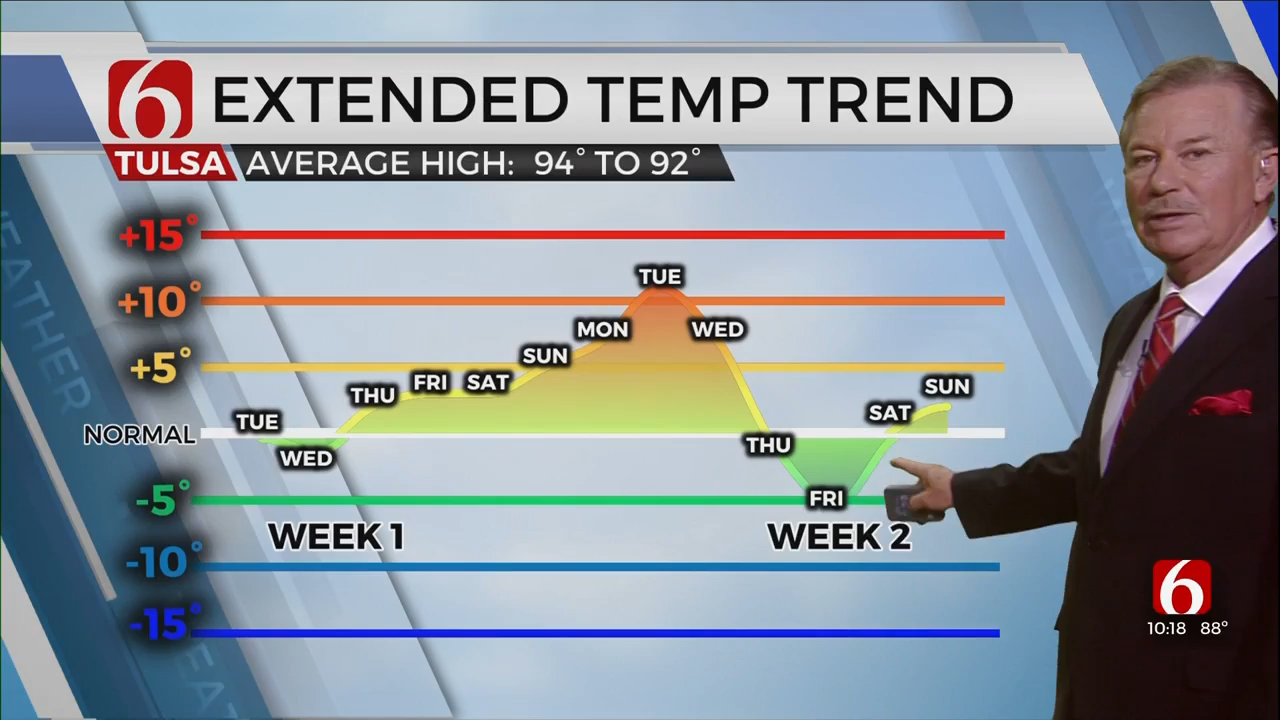 6 EXTENDED TEMP TREND
TULSA AVERAGE HIGH: 94° TO 92°
+15°
+10°
+5°
NORMAL
-5°
-10°
-15°
TUE
WED
THU
FRI
SAT
SUN
MON
TUE
WED
THU
FRI
SAT
SUN
WEEK 1
WEEK 2
6
10:18 88°